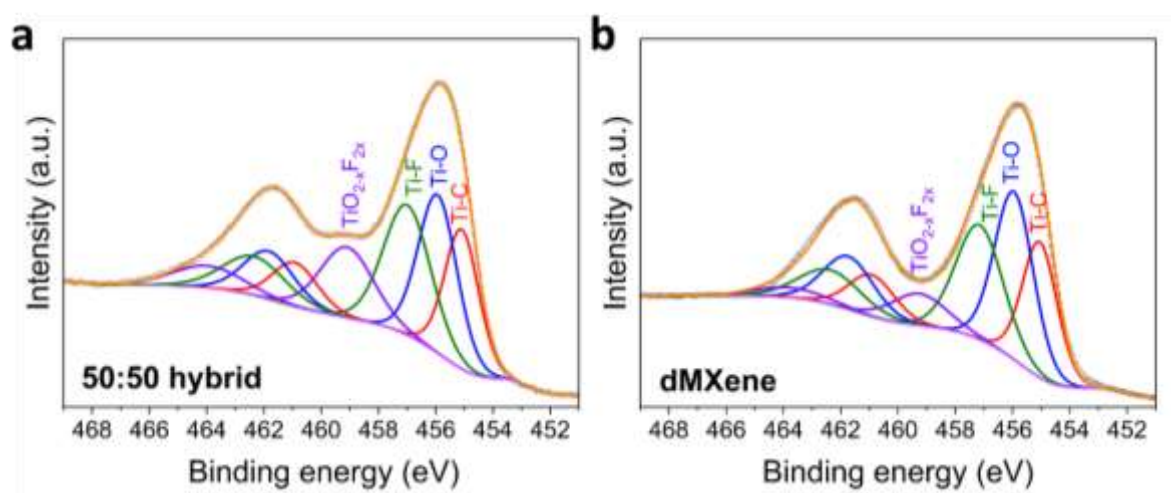 a
Intensity (a.u.)
TiO2-xF2x
Ti-F
Ti-O
Ti-C
50:50 hybrid
468 466 464 462 460 458 456 454 452
Binding energy (eV)
b
Intensity (a.u.)
TiO2-xF2x
Ti-F
Ti-O
Ti-C
dMXene
468 466 464 462 460 458 456 454 452
Binding energy (eV)